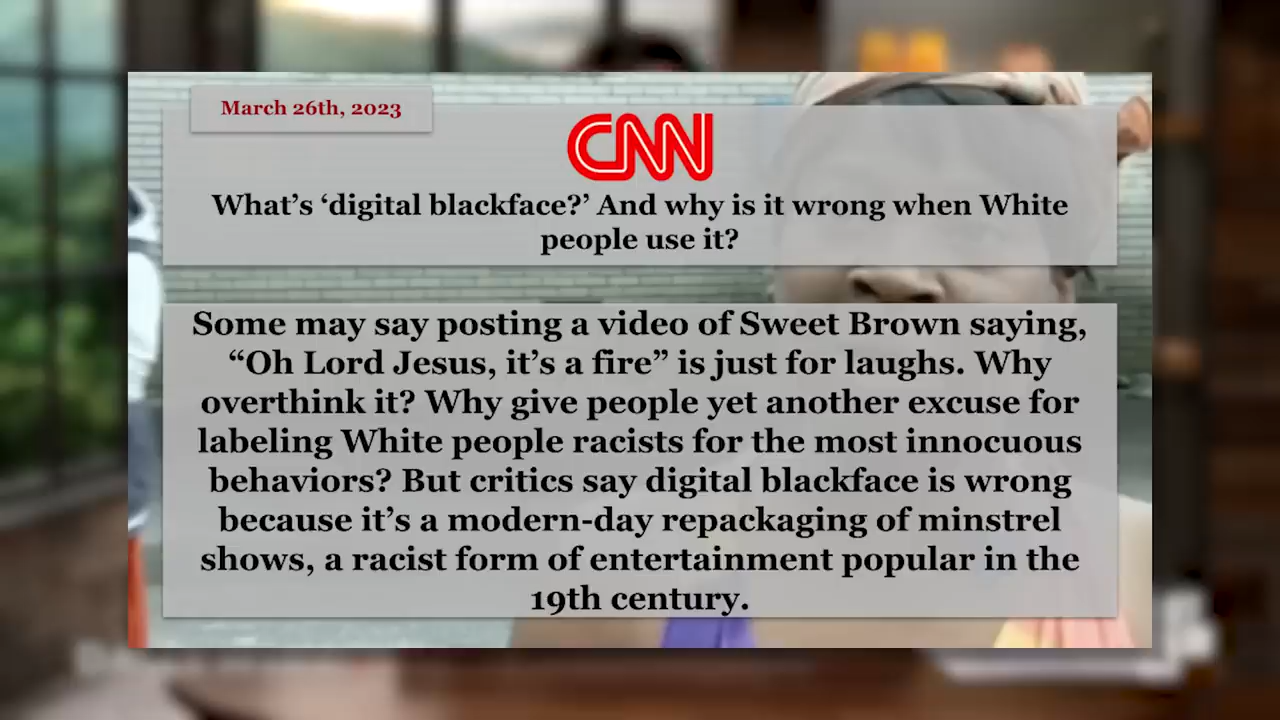 March 26th, 2023
CNN
What's ‘digital blackface?’ And why is it wrong when White
people use it?
Some may say posting a video of Sweet Brown saying,
“Oh Lord Jesus, it’s a fire” is just for laughs. Why
overthink it? Why give people yet another excuse for
labeling White people racists for the most innocuous
behaviors? But critics say digital blackface is wrong
because it’s a modern-day repackaging of minstrel
shows, a racist form of entertainment popular in the
19th century.